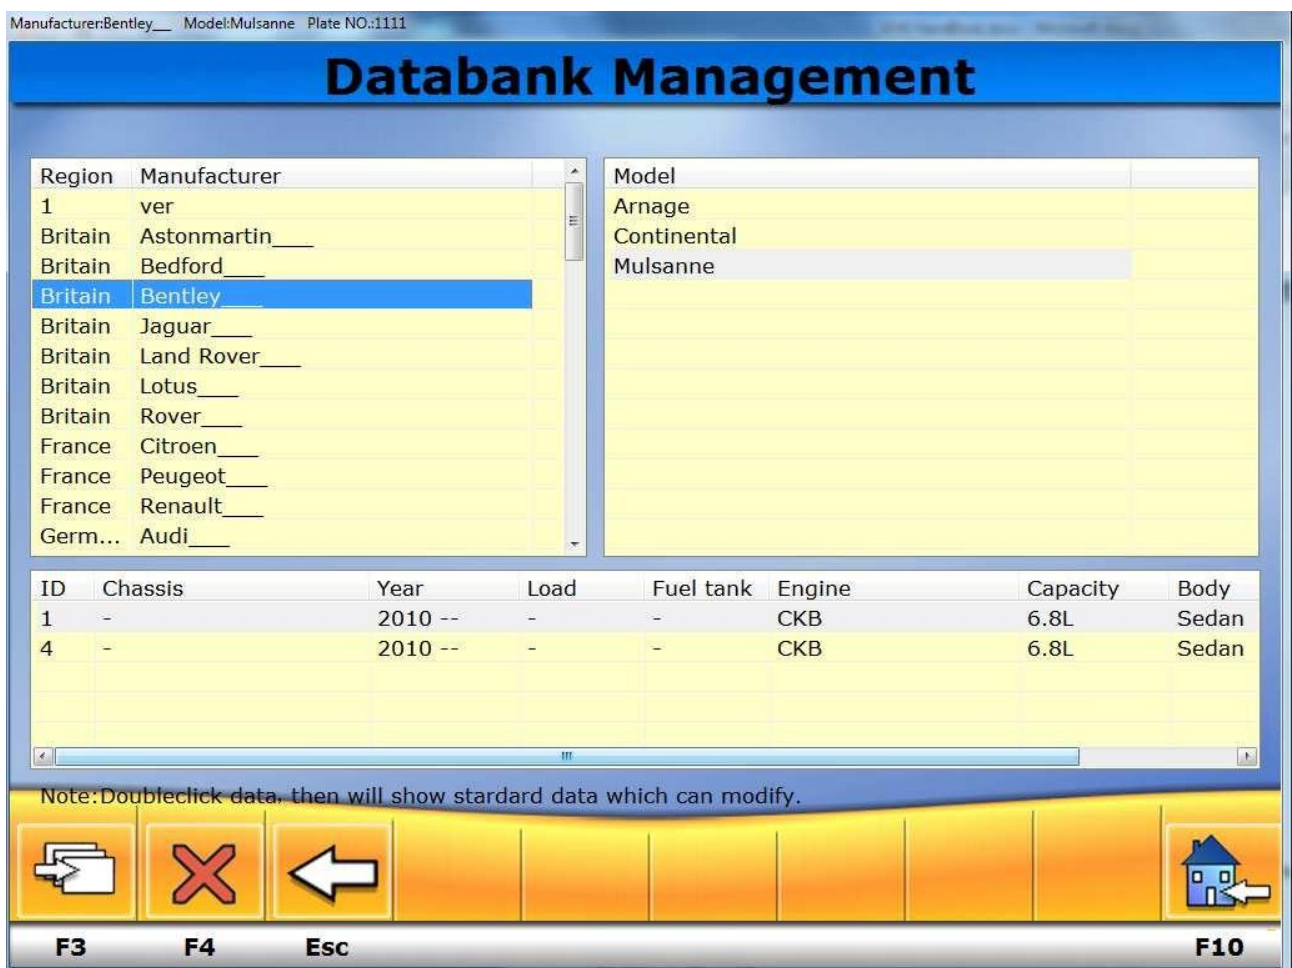 Manufacturer:Bentley__ Model:Mulsanne Plate NO.:1111
Databank Management
Region Manufacturer
1 ver
Britain Astonmartin___
Britain Bedford___
Britain Bentley___
Britain Jaguar___
Britain Land Rover___
Britain Lotus___
Britain Rover___
France Citroen___
France Peugeot___
France Renault___
Germ... Audi___
Model
Arnage
Continental
Mulsanne
ID Chassis Year Load Fuel tank Engine Capacity Body
1 - 2010 -- - - CKB 6.8L Sedan
4 - 2010 -- - - CKB 6.8L Sedan
Note:Doubleclick data, then will show stardard data which can modify.
F3 F4 Esc F10